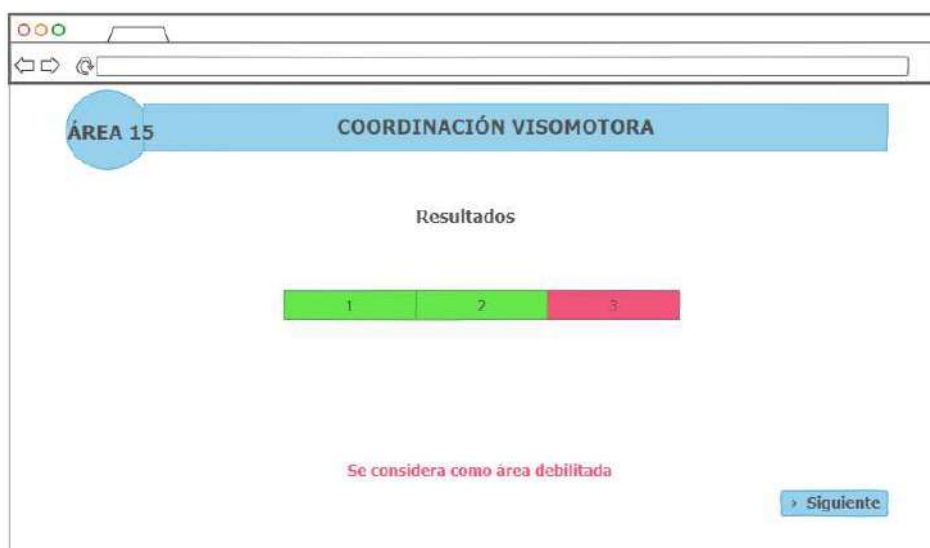 ÁREA 15
COORDINACIÓN VISOMOTORA
Resultados
1 2 3
Se considera como área debilitada
› Siguiente